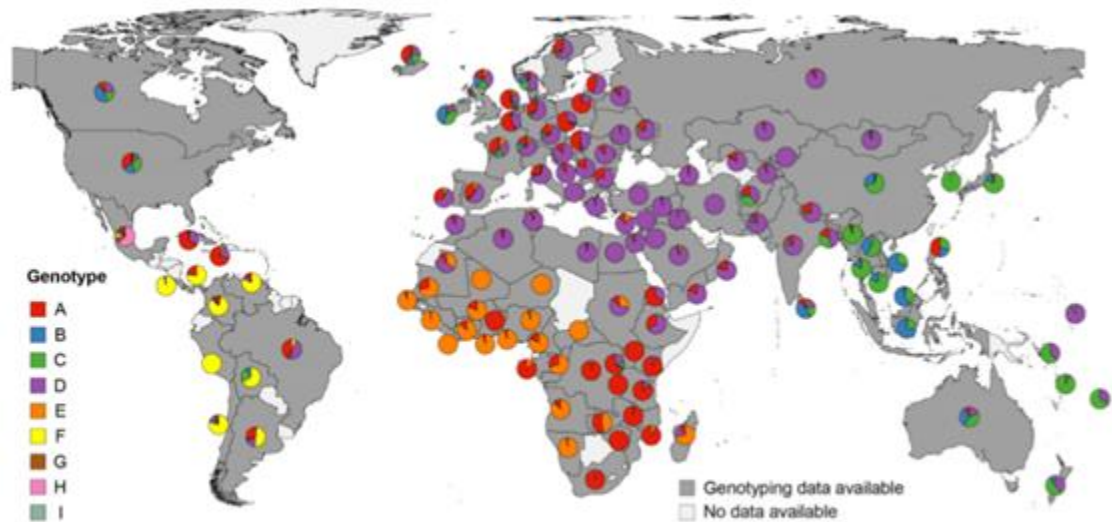 Genotype
A
B
C
D
E
F
G
H
I
Genotyping data available
No data available